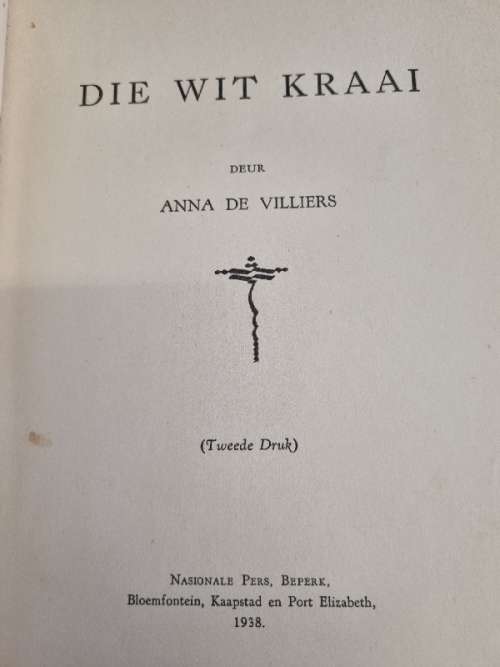 DIE WIT KRAAI
DEUR
ANNA DE VILLIERS
(Tweede Druk)
NASIONALE PERS, BEPERK,
Bloemfontein, Kaapstad en Port Elizabeth,
1938.